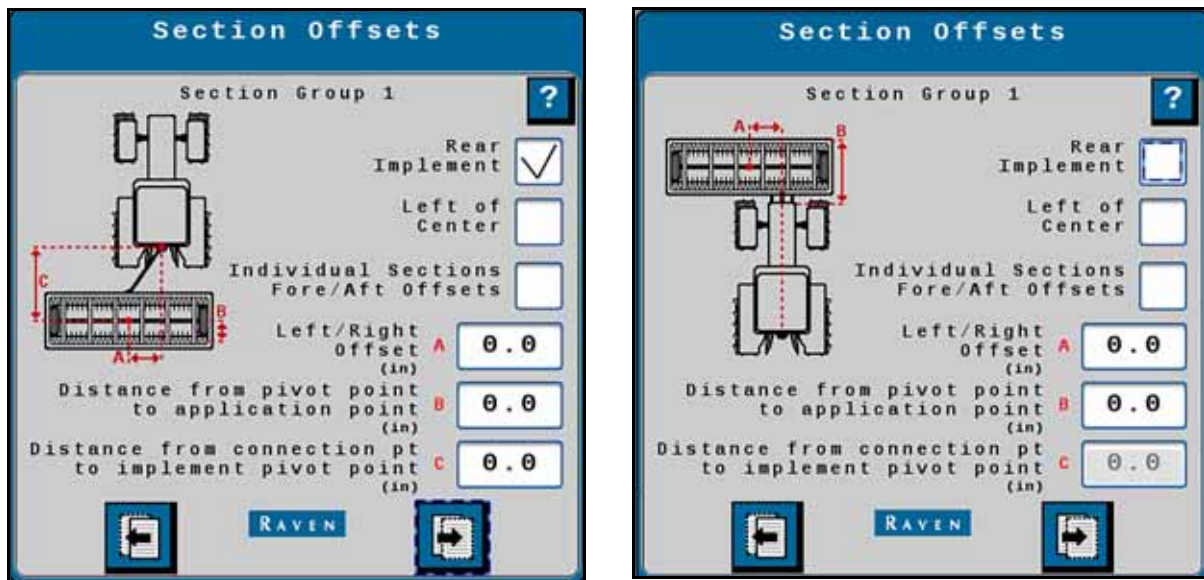 Section Offsets
Section Group 1
?
Rear
Implement
Left of
Center
Individual Sections
Fore/Aft Offsets
C
B
A
Left/Right
Offset A 0.0
(in)
Distance from pivot point
to application point B 0.0
(in)
Distance from connection pt
to implement pivot point C 0.0
(in)
RAVEN
Section Offsets
Section Group 1
?
A
B
Rear
Implement
Left of
Center
Individual Sections
Fore/Aft Offsets
Left/Right
Offset A 0.0
(in)
Distance from pivot point
to application point B 0.0
(in)
Distance from connection pt
to implement pivot point C 0.0
(in)
RAVEN